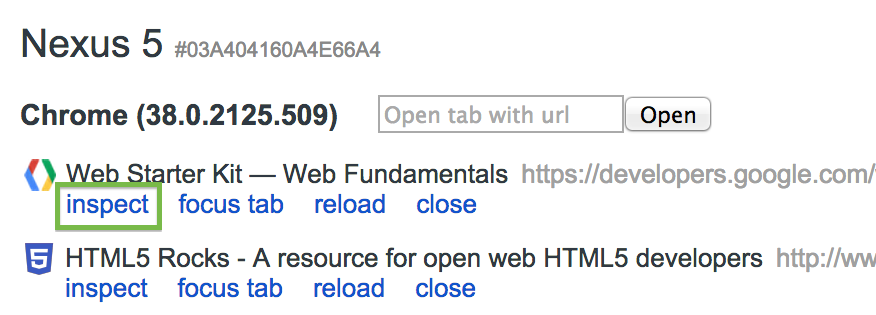 Nexus 5 #03A404160A4E66A4
Chrome (38.0.2125.509) Open tab with url Open
Web Starter Kit — Web Fundamentals https://developers.google.com/
inspect focus tab reload close
HTML5 Rocks - A resource for open web HTML5 developers http://ww
inspect focus tab reload close